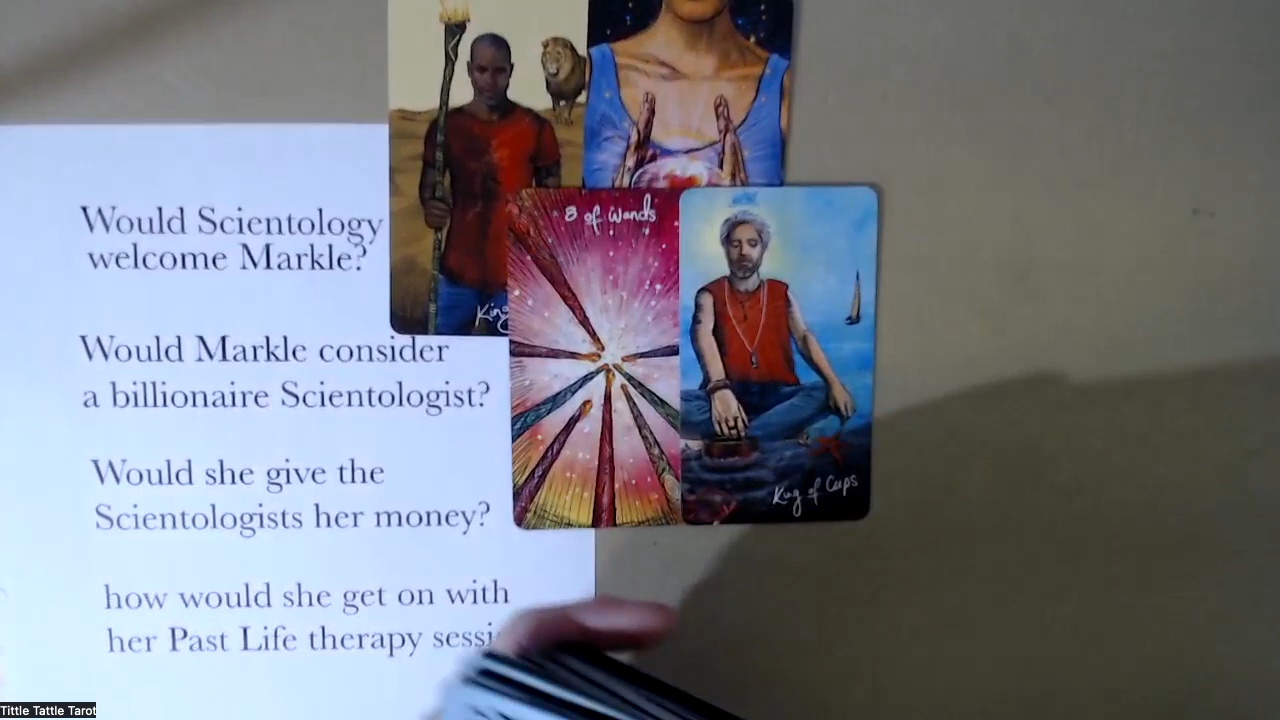 Would Scientology
welcome Markle?
Would Markle consider
a billionaire Scientologist?
Would she give the
Scientologists her money?
how would she get on with
her Past Life therapy
King
8 of Wands
King of Cups
Tittle Tattle Tarot